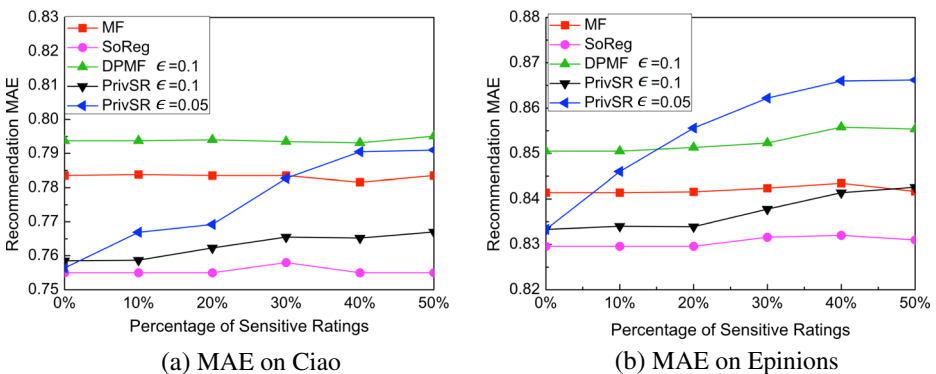 0.83
0.82
0.81
0.80
0.79
0.78
0.77
0.76
0.75
Recommendation MAE
MF
SoReg
DPMF ϵ=0.1
PrivSR ϵ=0.1
PrivSR ϵ=0.05
0% 10% 20% 30% 40% 50%
Percentage of Sensitive Ratings
(a) MAE on Ciao
0.88
0.87
0.86
0.85
0.84
0.83
0.82
Recommendation MAE
MF
SoReg
DPMF ϵ=0.1
PrivSR ϵ=0.1
PrivSR ϵ=0.05
0% 10% 20% 30% 40% 50%
Percentage of Sensitive Ratings
(b) MAE on Epinions